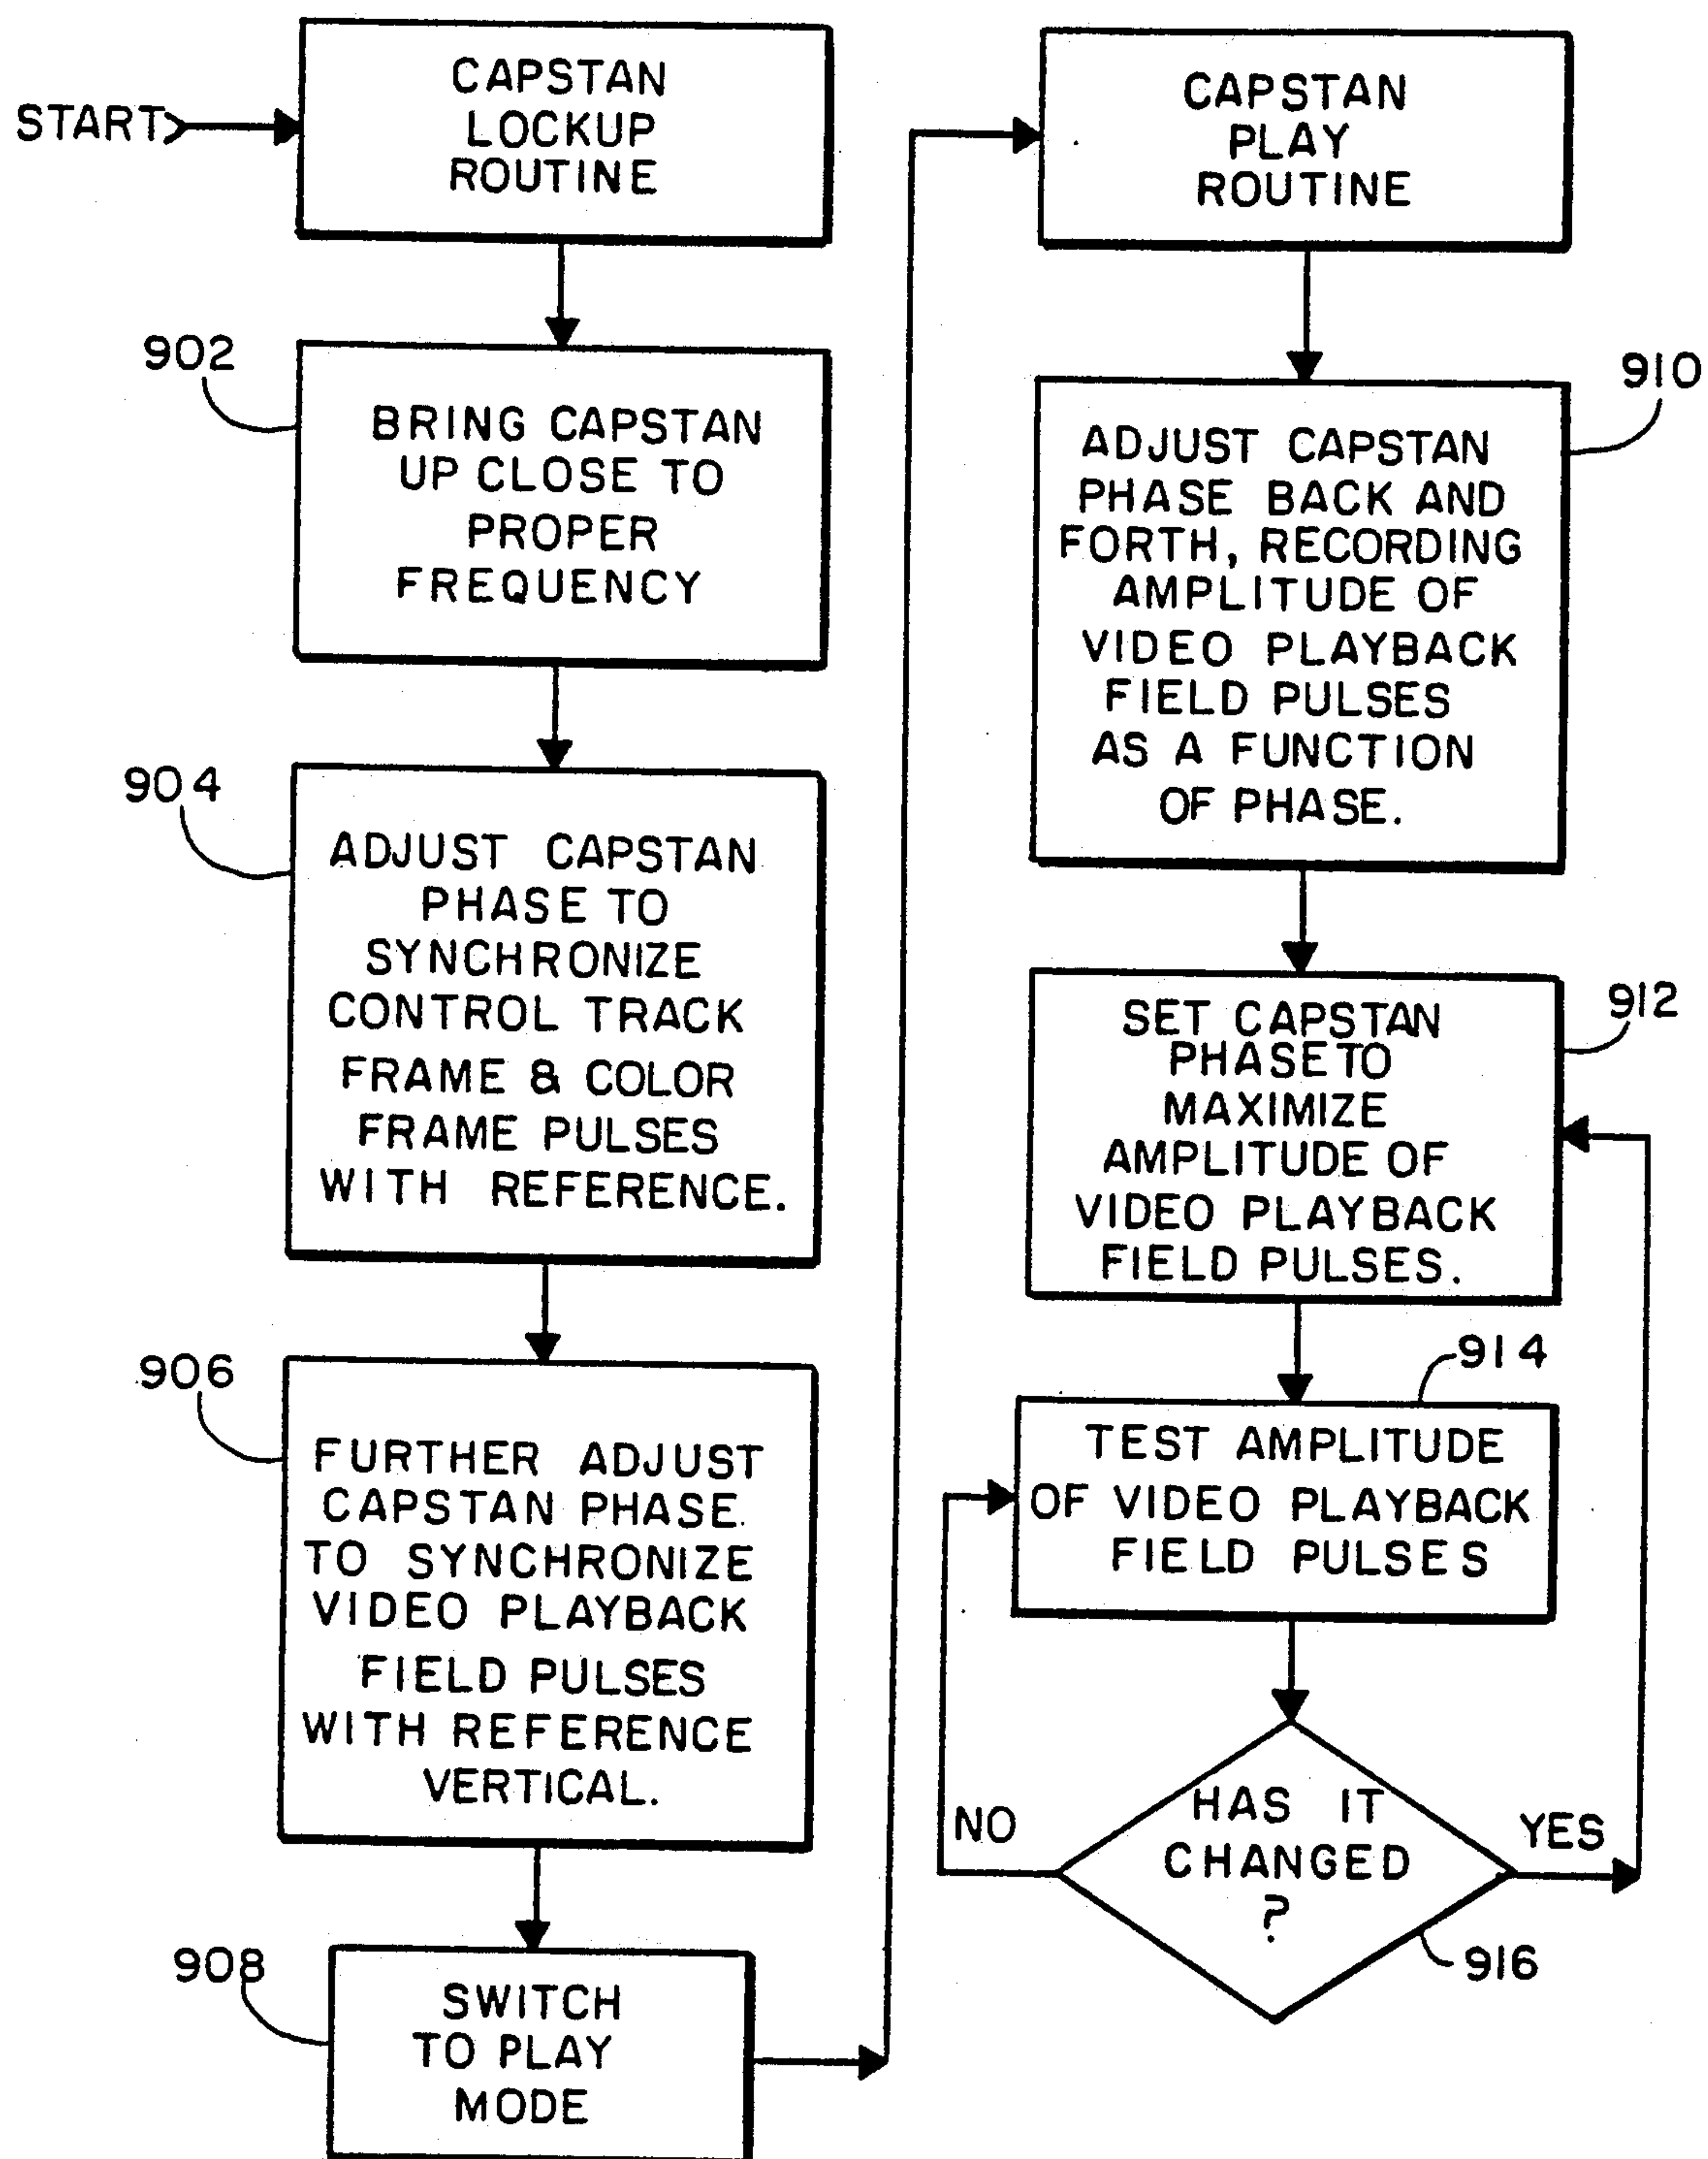 START
CAPSTAN
LOCKUP
ROUTINE
902
BRING CAPSTAN
UP CLOSE TO
PROPER
FREQUENCY
904
ADJUST CAPSTAN
PHASE TO
SYNCHRONIZE
CONTROL TRACK
FRAME & COLOR
FRAME PULSES
WITH REFERENCE.
906
FURTHER ADJUST
CAPSTAN PHASE
TO SYNCHRONIZE
VIDEO PLAYBACK
FIELD PULSES
WITH REFERENCE
VERTICAL.
908
SWITCH
TO PLAY
MODE
CAPSTAN
PLAY
ROUTINE
910
ADJUST CAPSTAN
PHASE BACK AND
FORTH, RECORDING
AMPLITUDE OF
VIDEO PLAYBACK
FIELD PULSES
AS A FUNCTION
OF PHASE.
912
SET CAPSTAN
PHASE TO
MAXIMIZE
AMPLITUDE OF
VIDEO PLAYBACK
FIELD PULSES.
914
TEST AMPLITUDE
OF VIDEO PLAYBACK
FIELD PULSES
HAS IT
CHANGED
?
NO
YES
916